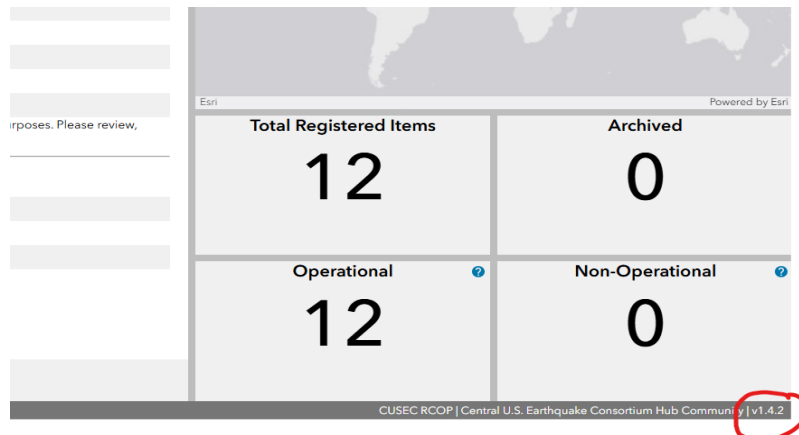 Esri
Powered by Esri
rposes. Please review,
Total Registered Items
Archived
12
0
Operational
Non-Operational
?
?
12
0
CUSEC RCOP | Central U.S. Earthquake Consortium Hub Community | v1.4.2